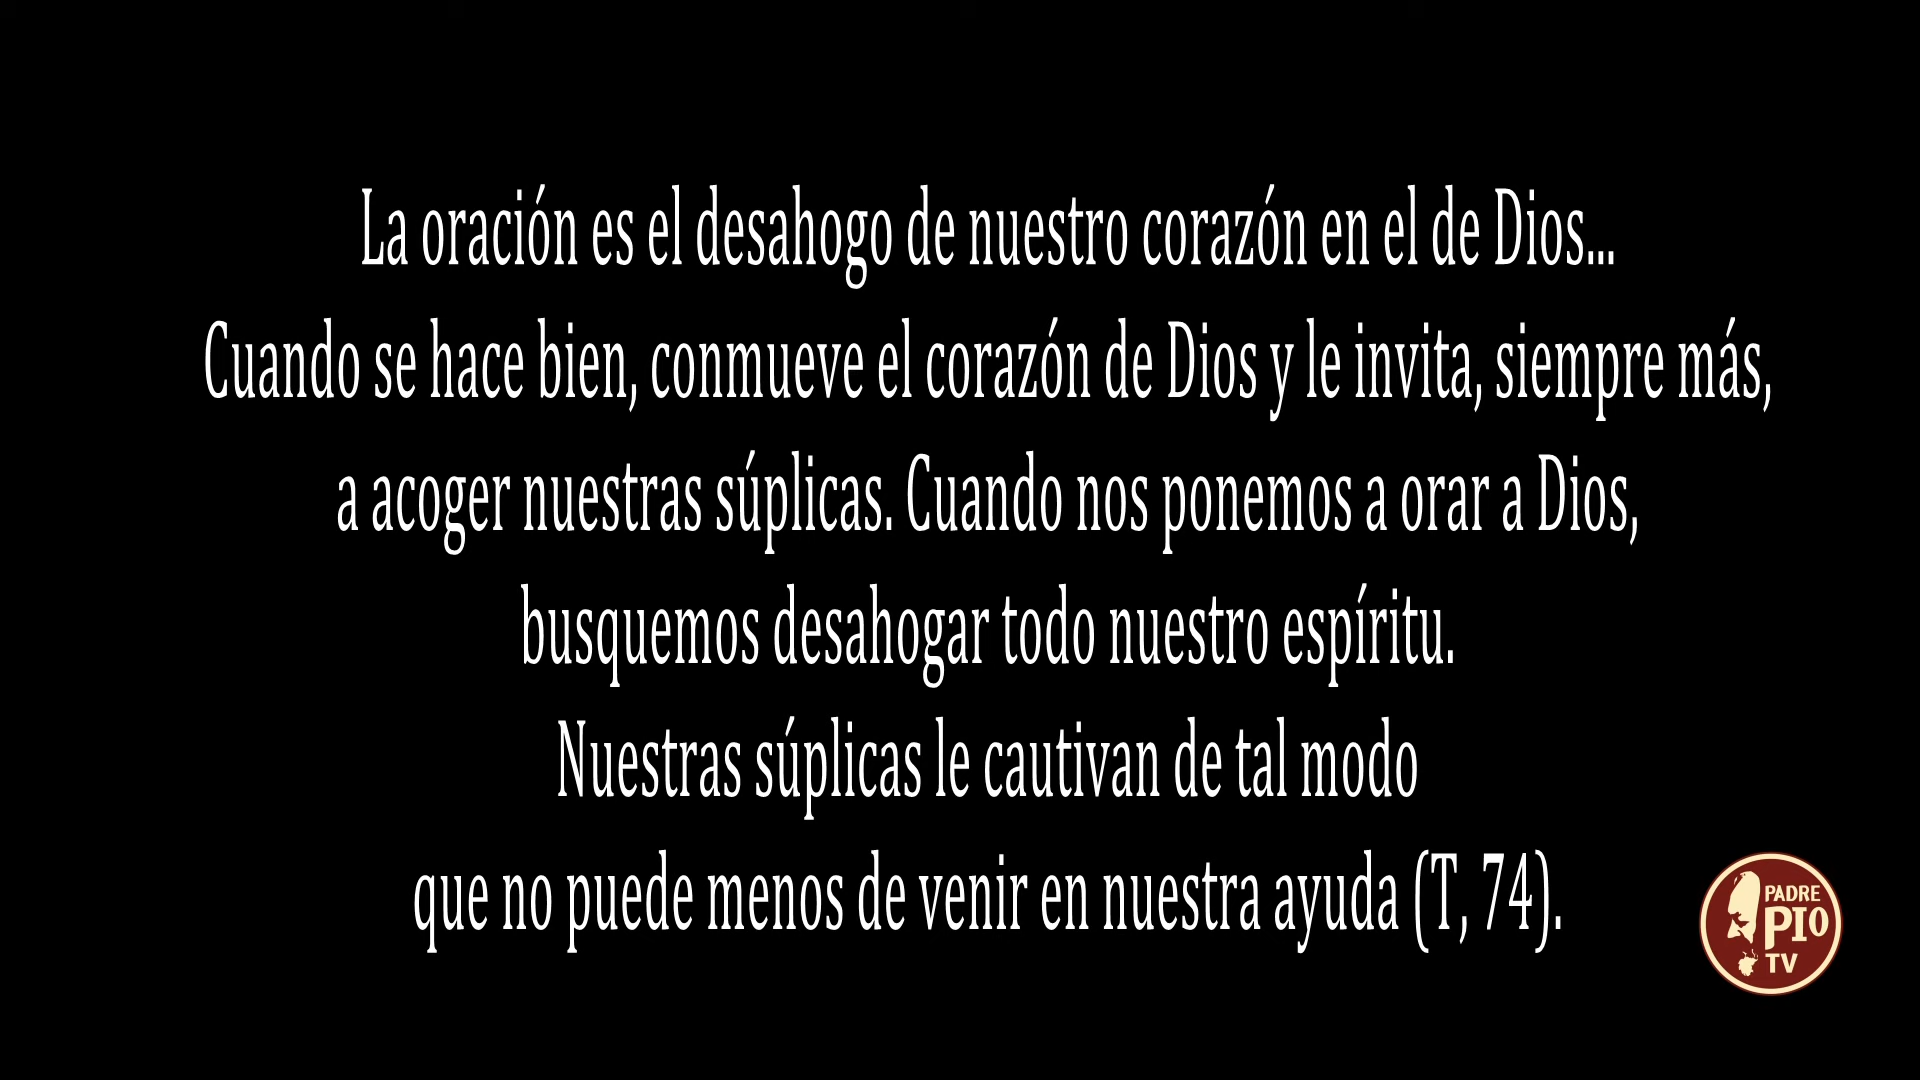 La oración es el desahogo de nuestro corazón en el de Dios...
Cuando se hace bien, conmueve el corazón de Dios y le invita, siempre más,
a acoger nuestras súplicas. Cuando nos ponemos a orar a Dios,
busquemos desahogar todo nuestro espíritu.
Nuestras súplicas le cautivan de tal modo
que no puede menos de venir en nuestra ayuda (T, 74).
PADRE
PIO
TV